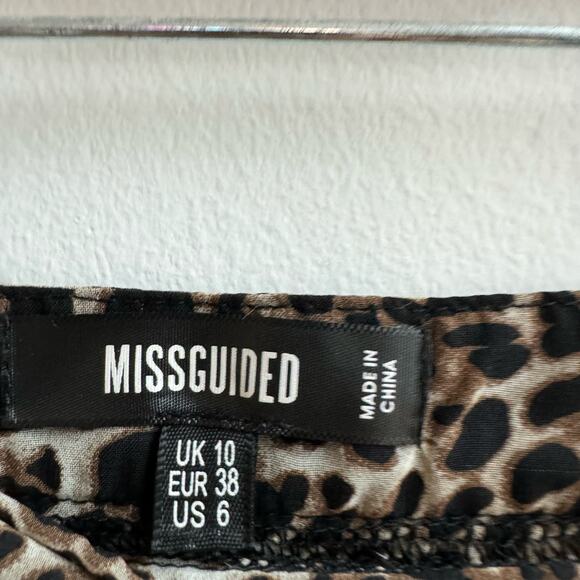 MISSGUIDED
MADE IN
CHINA
UK 10
EUR 38
US 6